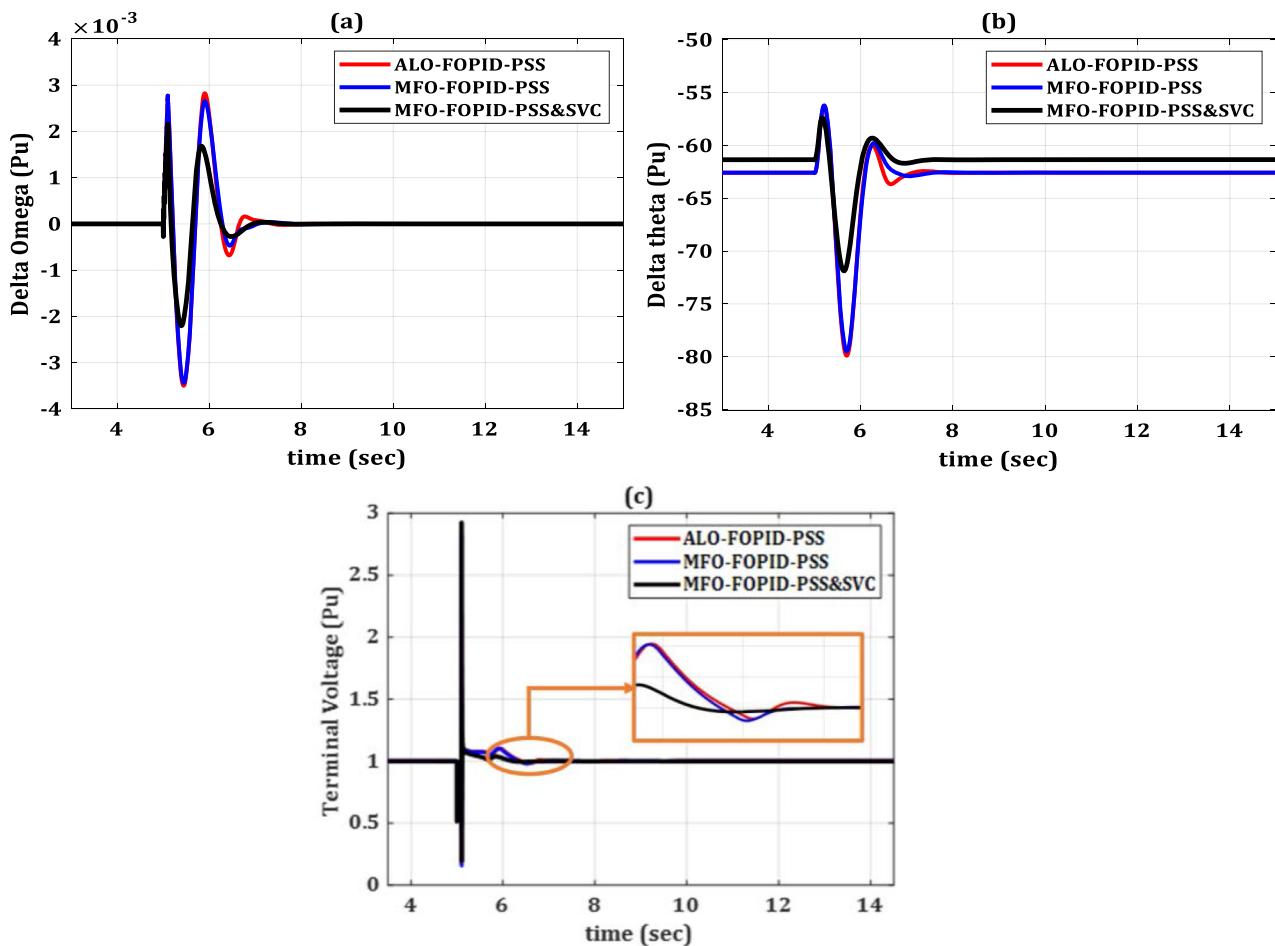 (a)
×10⁻³
4
3
2
1
0
-1
-2
-3
-4
Delta Omega (Pu)
ALO-FOPID-PSS
MFO-FOPID-PSS
MFO-FOPID-PSS&SVC
4 6 8 10 12 14
time (sec)
(b)
-50
-55
-60
-65
-70
-75
-80
-85
Delta theta (Pu)
ALO-FOPID-PSS
MFO-FOPID-PSS
MFO-FOPID-PSS&SVC
4 6 8 10 12 14
time (sec)
(c)
3
2.5
2
1.5
1
0.5
0
Terminal Voltage (Pu)
ALO-FOPID-PSS
MFO-FOPID-PSS
MFO-FOPID-PSS&SVC
4 6 8 10 12 14
time (sec)